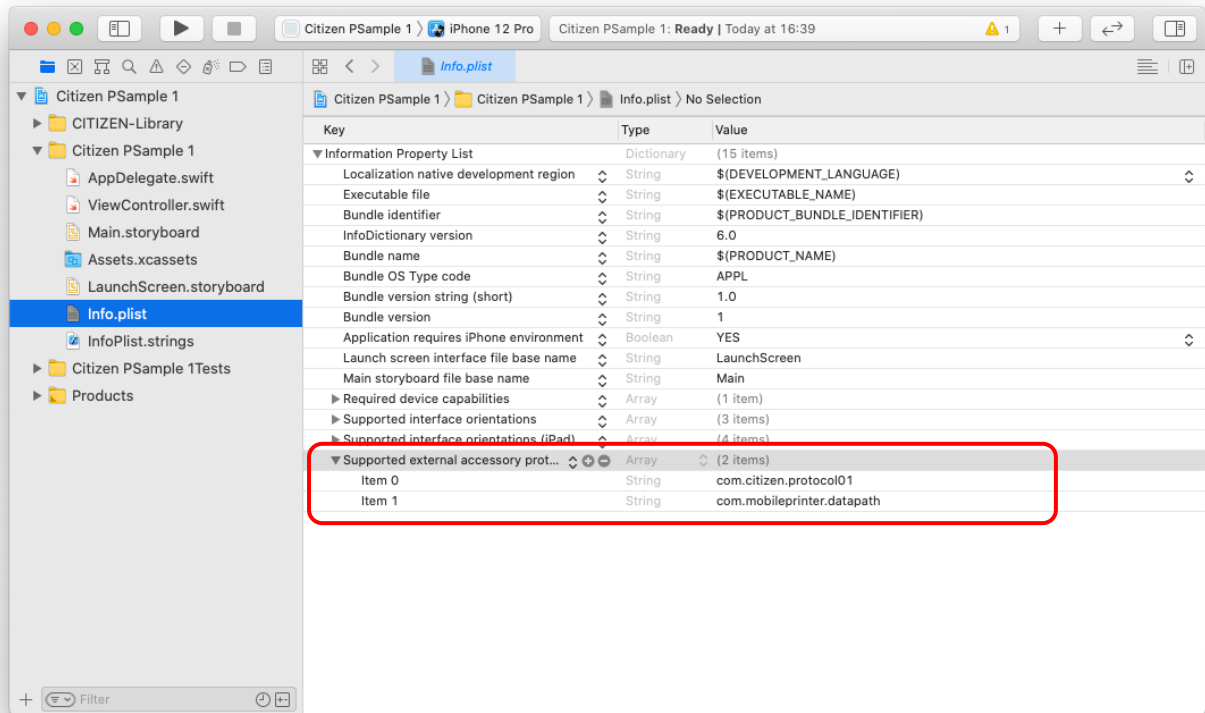 Citizen PSample 1 〉 iPhone 12 Pro
Citizen PSample 1: Ready | Today at 16:39
1
Info.plist
Citizen PSample 1
CITIZEN-Library
Citizen PSample 1
AppDelegate.swift
ViewController.swift
Main.storyboard
Assets.xcassets
LaunchScreen.storyboard
Info.plist
InfoPlist.strings
Citizen PSample 1Tests
Products
Filter
Citizen PSample 1 〉 Citizen PSample 1 〉 Info.plist 〉 No Selection
Key Type Value
Information Property List Dictionary (15 items)
Localization native development region String $(DEVELOPMENT_LANGUAGE)
Executable file String $(EXECUTABLE_NAME)
Bundle identifier String $(PRODUCT_BUNDLE_IDENTIFIER)
InfoDictionary version String 6.0
Bundle name String $(PRODUCT_NAME)
Bundle OS Type code String APPL
Bundle version string (short) String 1.0
Bundle version String 1
Application requires iPhone environment Boolean YES
Launch screen interface file base name String LaunchScreen
Main storyboard file base name String Main
Required device capabilities Array (1 item)
Supported interface orientations Array (3 items)
Supported interface orientations (iPad) Array (4 items)
Supported external accessory prot... Array (2 items)
Item 0 String com.citizen.protocol01
Item 1 String com.mobileprinter.datapath